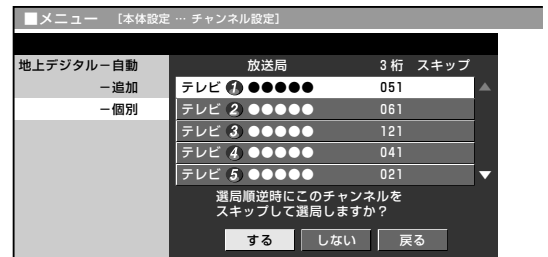 ■メニュー [本体設定 … チャンネル設定]
地上デジタル－自動
－追加
－個別
放送局 3桁 スキップ
テレビ 1 ●●●●● 051
テレビ 2 ●●●●● 061
テレビ 3 ●●●●● 121
テレビ 4 ●●●●● 041
テレビ 5 ●●●●● 021
選局順逆時にこのチャンネルを
スキップして選局しますか？
する しない 戻る